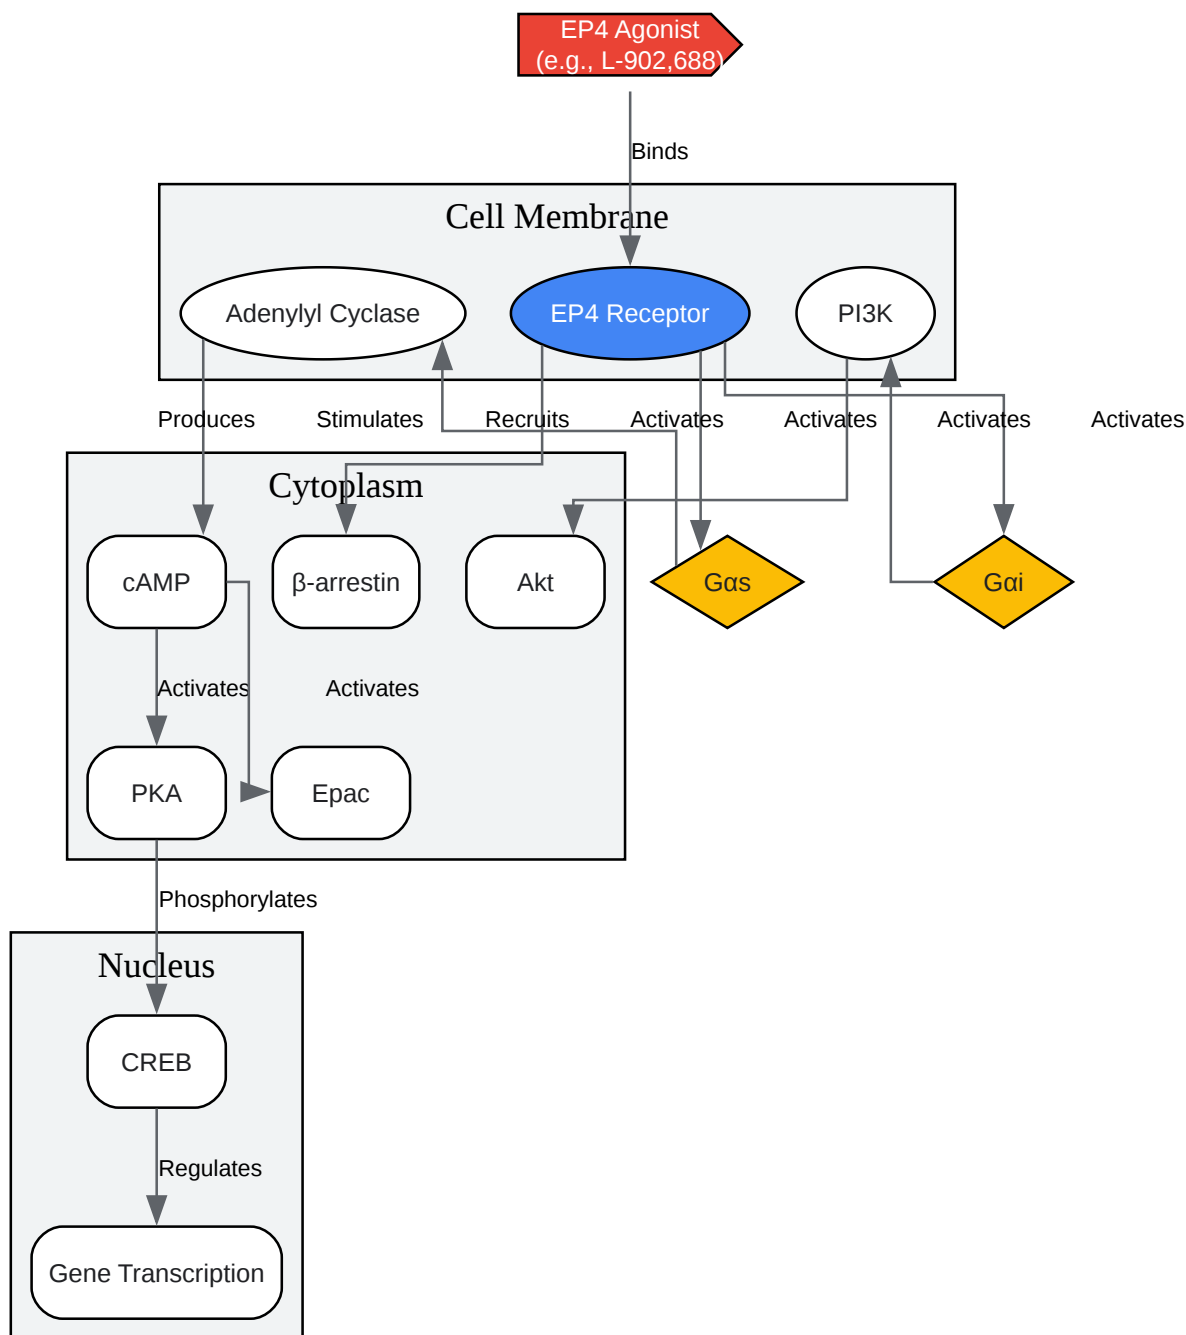 EP4 Agonist
(e.g., L-902,688)
Binds
Cell Membrane
Adenylyl Cyclase
EP4 Receptor
PI3K
Produces
Stimulates
Recruits
Activates
Activates
Activates
Activates
Cytoplasm
cAMP
β-arrestin
Akt
Gαs
Gαi
Activates
Activates
PKA
Epac
Phosphorylates
Nucleus
CREB
Regulates
Gene Transcription